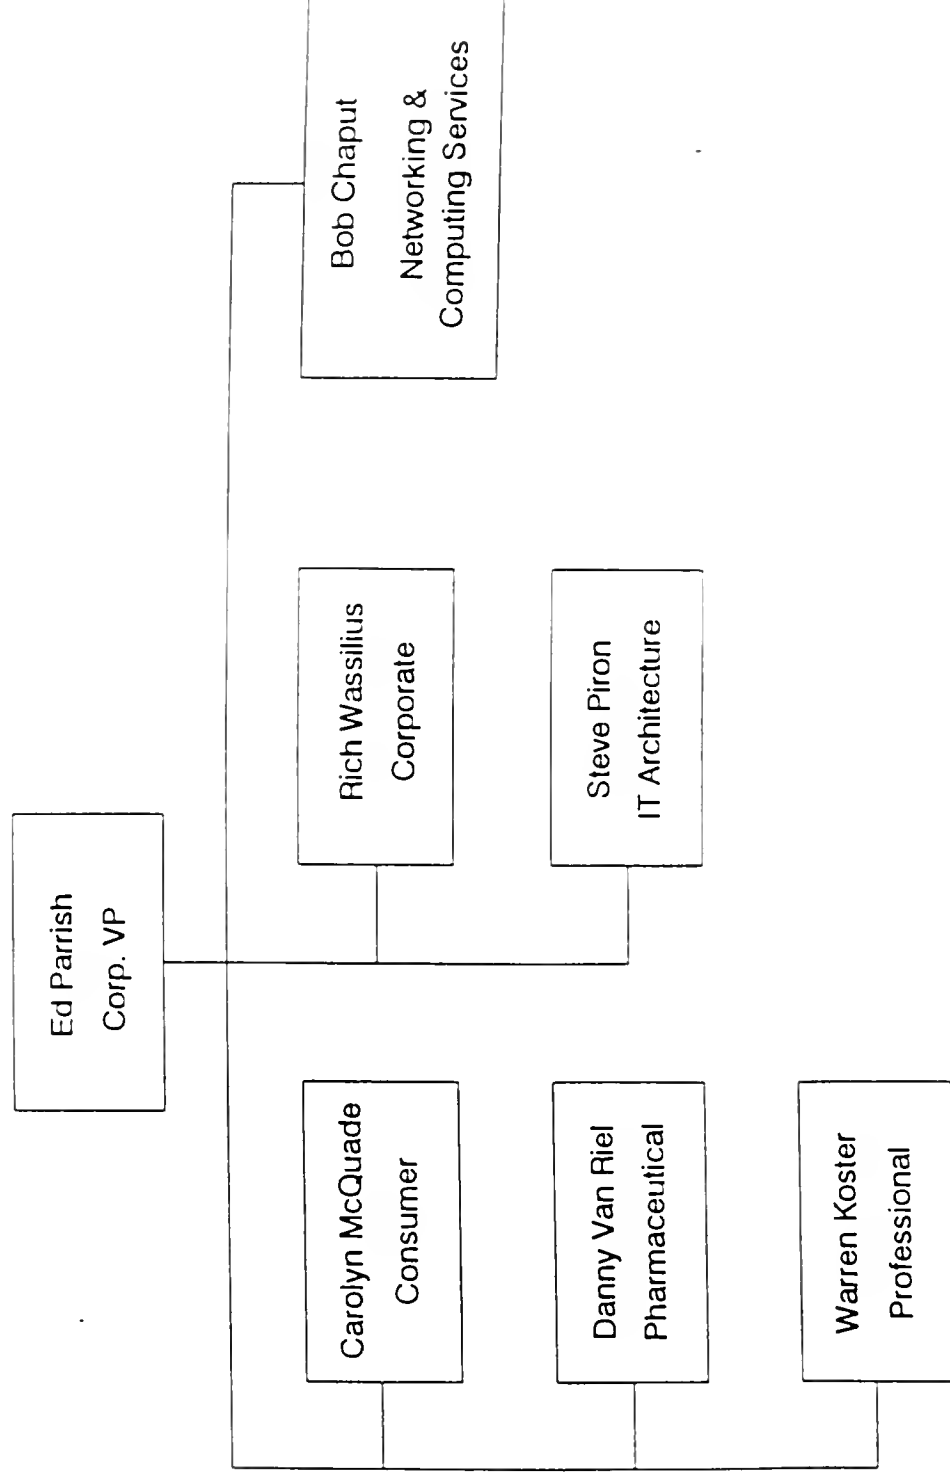 Ed Parrish
Corp. VP
Carolyn McQuade
Consumer
Danny Van Riel
Pharmaceutical
Warren Koster
Professional
Rich Wassilius
Corporate
Steve Piron
IT Architecture
Bob Chaput
Networking &
Computing Services